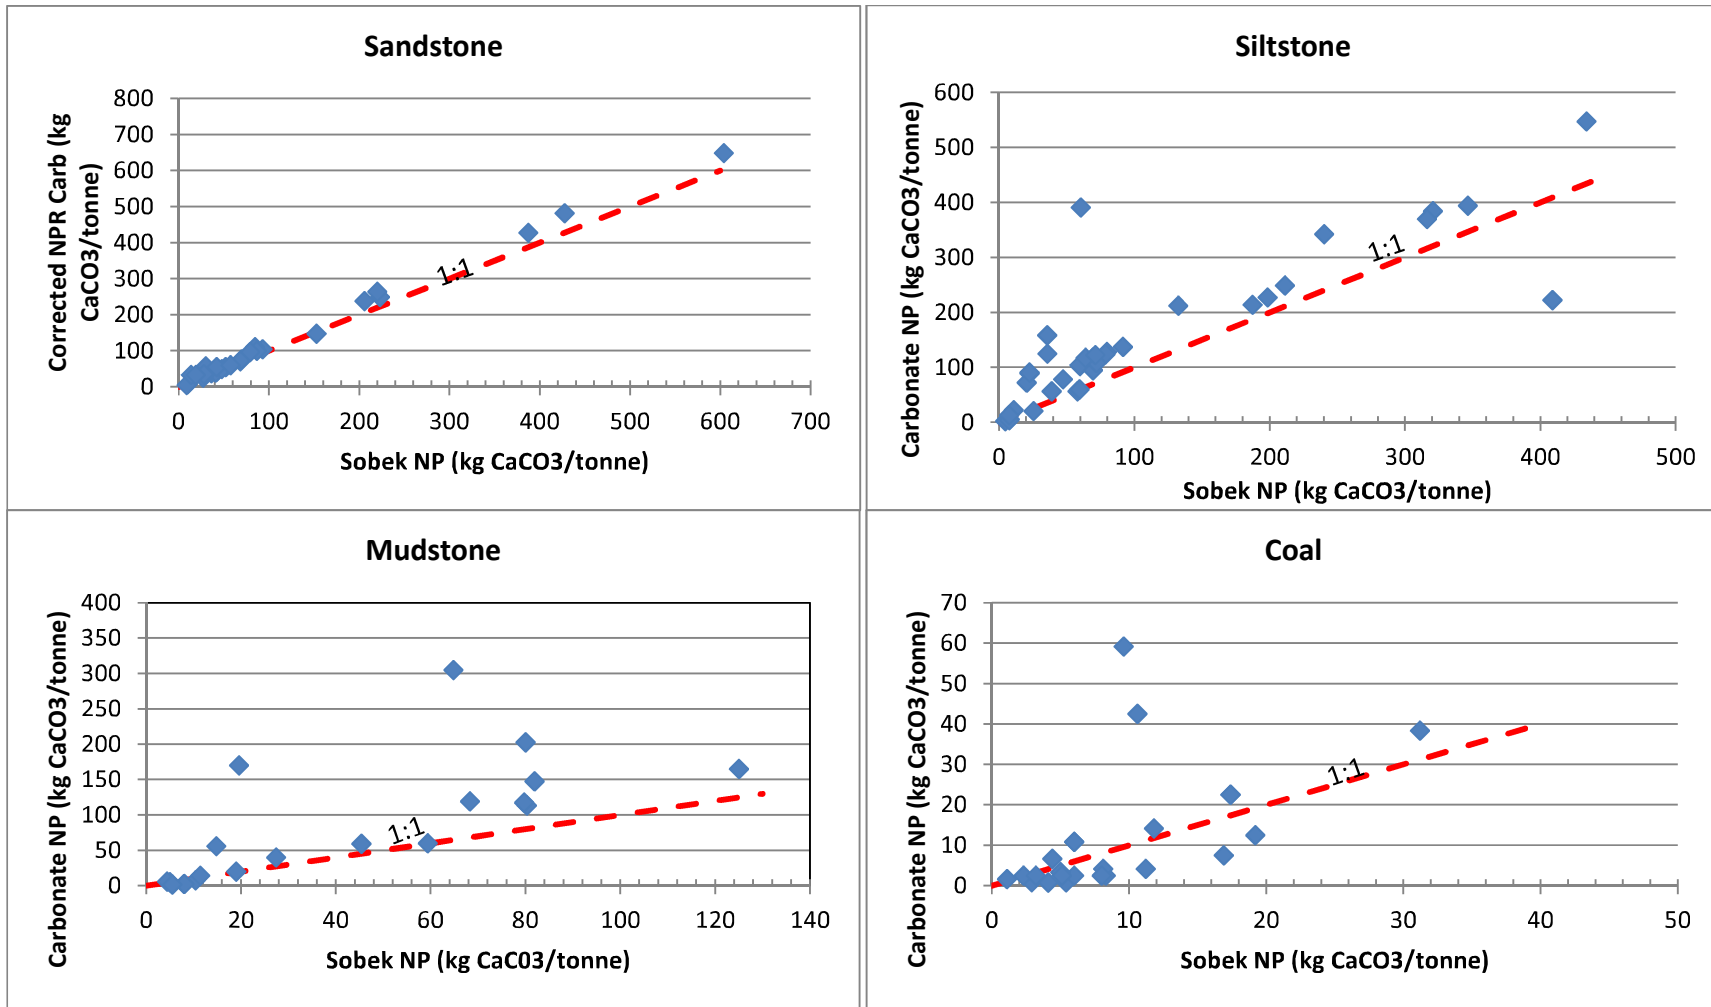 Sandstone
Corrected NPR Carb (kg
CaCO3/tonne)
800
700
600
500
400
300
200
100
0
1:1
0 100 200 300 400 500 600 700
Sobek NP (kg CaCO3/tonne)
Siltstone
Carbonate NP (kg CaCO3/tonne)
600
500
400
300
200
100
0
1:1
0 100 200 300 400 500
Sobek NP (kg CaCO3/tonne)
Mudstone
Carbonate NP (kg CaCO3/tonne)
400
350
300
250
200
150
100
50
0
1:1
0 20 40 60 80 100 120 140
Sobek NP (kg CaC03/tonne)
Coal
Carbonate NP (kg CaCO3/tonne)
70
60
50
40
30
20
10
0
1:1
0 10 20 30 40 50
Sobek NP (kg CaCO3/tonne)